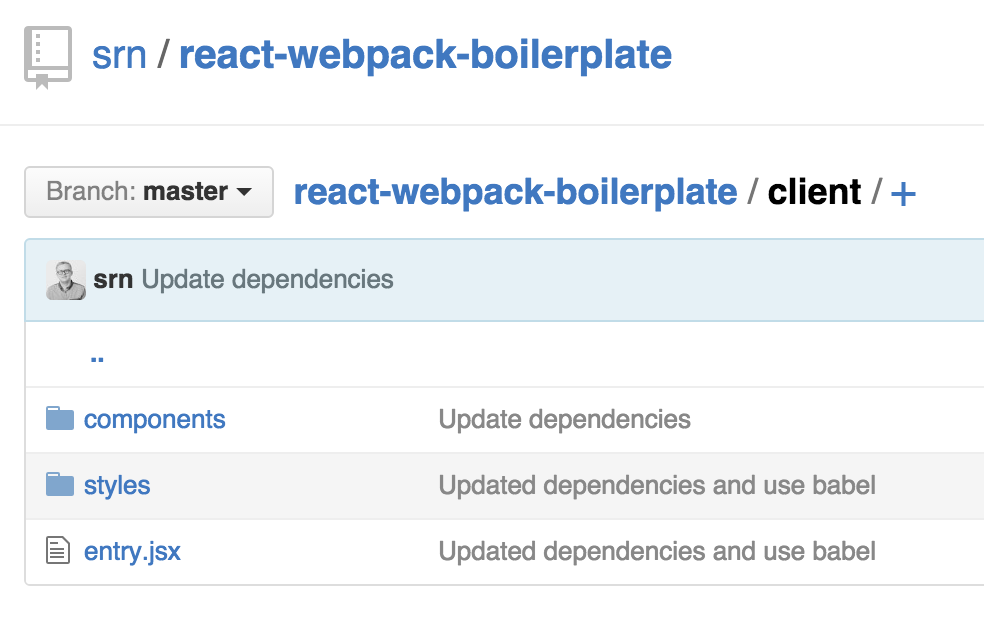 srn / react-webpack-boilerplate
Branch: master react-webpack-boilerplate / client / +
srn Update dependencies
..
components Update dependencies
styles Updated dependencies and use babel
entry.jsx Updated dependencies and use babel